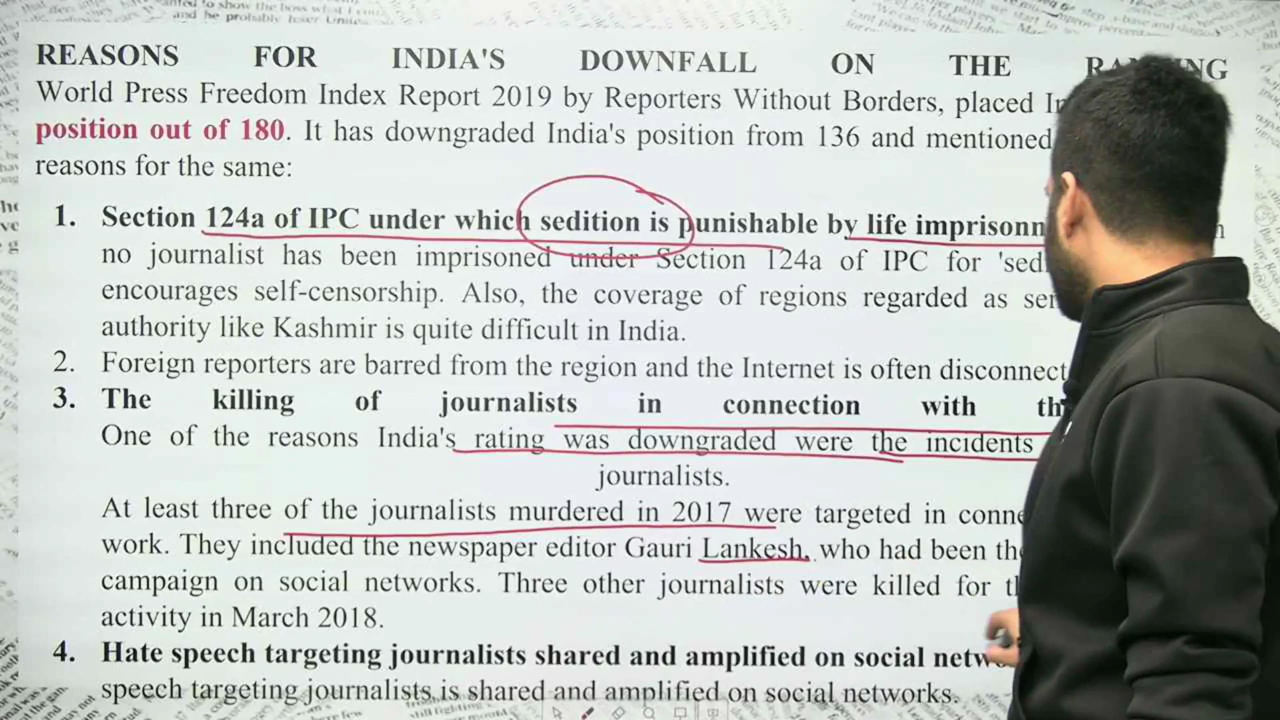 REASONS FOR INDIA'S DOWNFALL ON THE
World Press Freedom Index Report 2019 by Reporters Without Borders, placed
position out of 180. It has downgraded India's position from 136 and mentioned
reasons for the same:
1. Section 124a of IPC under which sedition is punishable by life
no journalist has been imprisoned under Section 124a of IPC for
encourages self-censorship. Also, the coverage of regions regarded as
authority like Kashmir is quite difficult in India.
2. Foreign reporters are barred from the region and the Internet is often disconnect
3. The killing of journalists in connection with
One of the reasons India's rating was downgraded were the incidents
journalists.
At least three of the journalists murdered in 2017 were targeted in
work. They included the newspaper editor Gauri Lankesh, who had been
campaign on social networks. Three other journalists were killed for
activity in March 2018.
4. Hate speech targeting journalists shared and amplified on social
speech targeting journalists is shared and amplified on social networks.